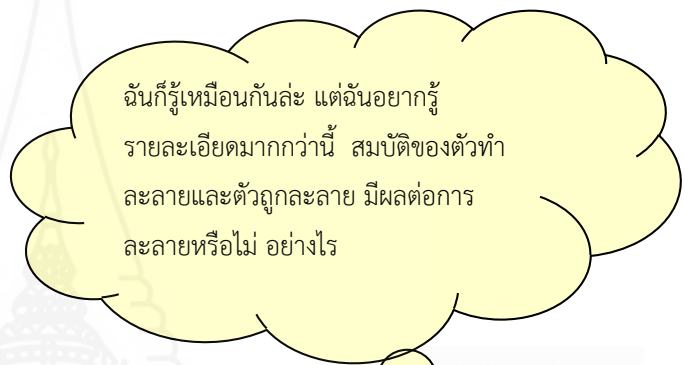 ฉันก็รู้เหมือนกันล่ะ แต่ฉันอยากรู้
รายละเอียดมากกว่านี้  สมบัติของตัวทำ
ละลายและตัวถูกละลาย มีผลต่อการ
ละลายหรือไม่ อย่างไร